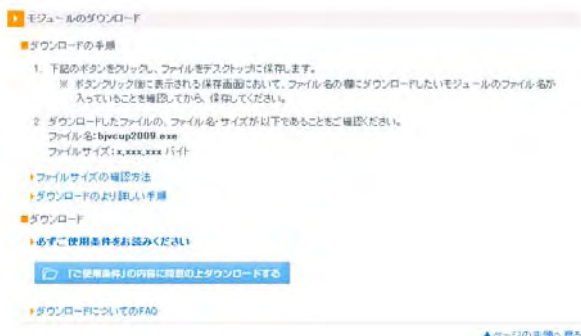 モジュールのダウンロード
■ダウンロードの手順
1. 下記のボタンをクリックし、ファイルをデスクトップに保存します。
※ ボタンクリック後に表示される保存画面において、ファイル名の欄にダウンロードしたいモジュールのファイル名が
入っていることを確認してから、保存してください。
2 ダウンロードしたファイルの、ファイル名・サイズが以下であることをご確認ください。
ファイル名:bjvcup2009.exe
ファイルサイズ:x,xxx,xxx バイト
ファイルサイズの確認方法
ダウンロードのより詳しい手順
■ダウンロード
必ずご使用条件をお読みください
「ご使用条件」の内容に同意の上ダウンロードする
ダウンロードについてのFAQ
▲ページの先頭へ戻る